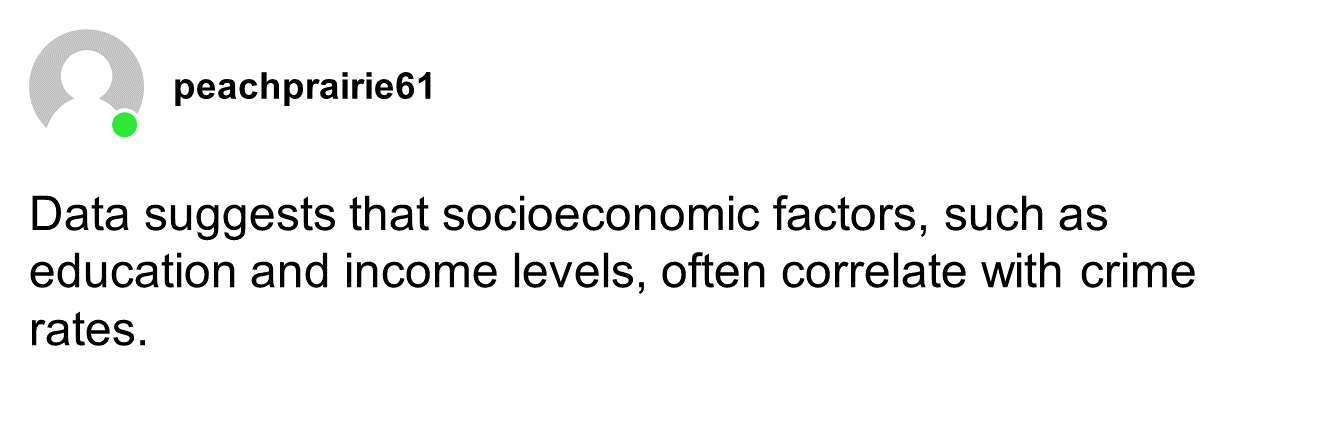 peachprairie61
Data suggests that socioeconomic factors, such as
education and income levels, often correlate with crime
rates.